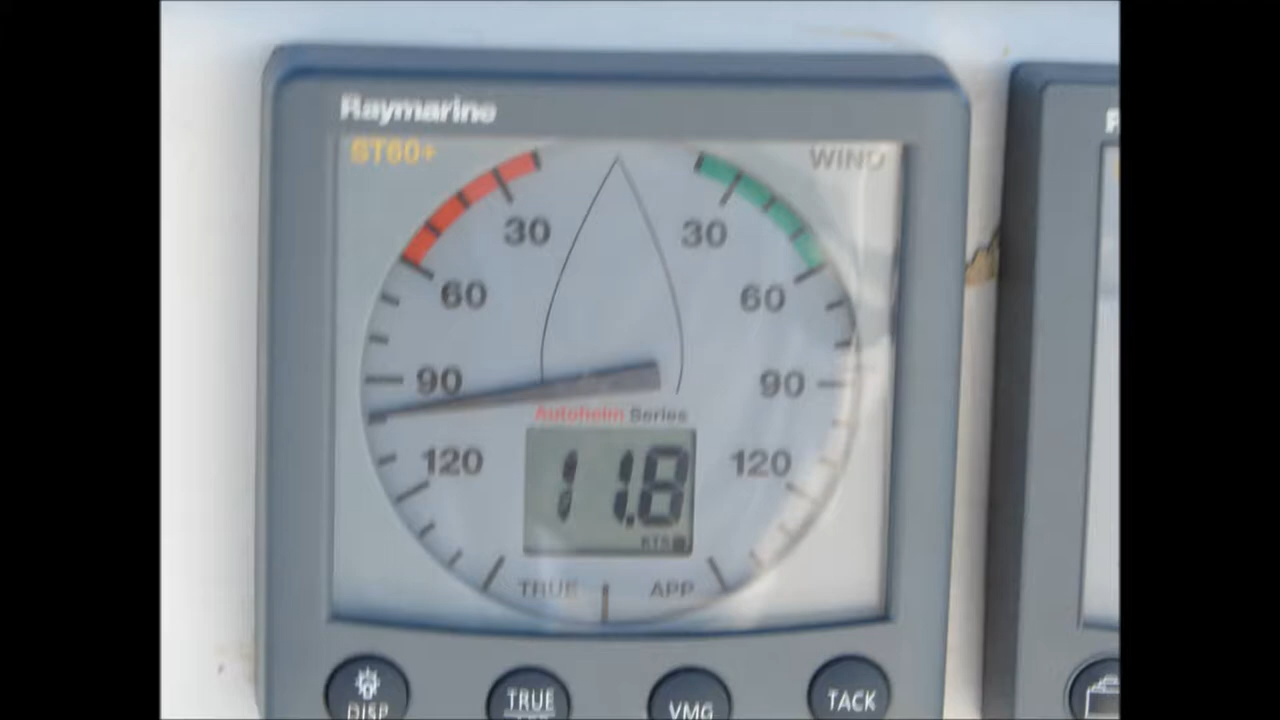 Raymarine
ST60+ WIND
30 30
60 60
90 90
Autohelm Series
120 120
11.8
KTS
TRUE APP
DISP TRUE VMG TACK